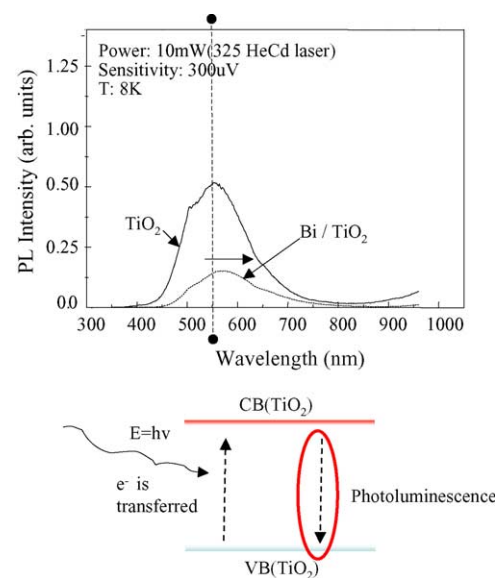 Power: 10mW(325 HeCd laser)
Sensitivity: 300uV
T: 8K
PL Intensity (arb. units)
1.25
1.00
0.50
0.25
0.0
TiO2
Bi / TiO2
300 400 500 600 700 800 900 1000
Wavelength (nm)
CB(TiO2)
E=hv
e- is
transferred
Photoluminescence
VB(TiO2)